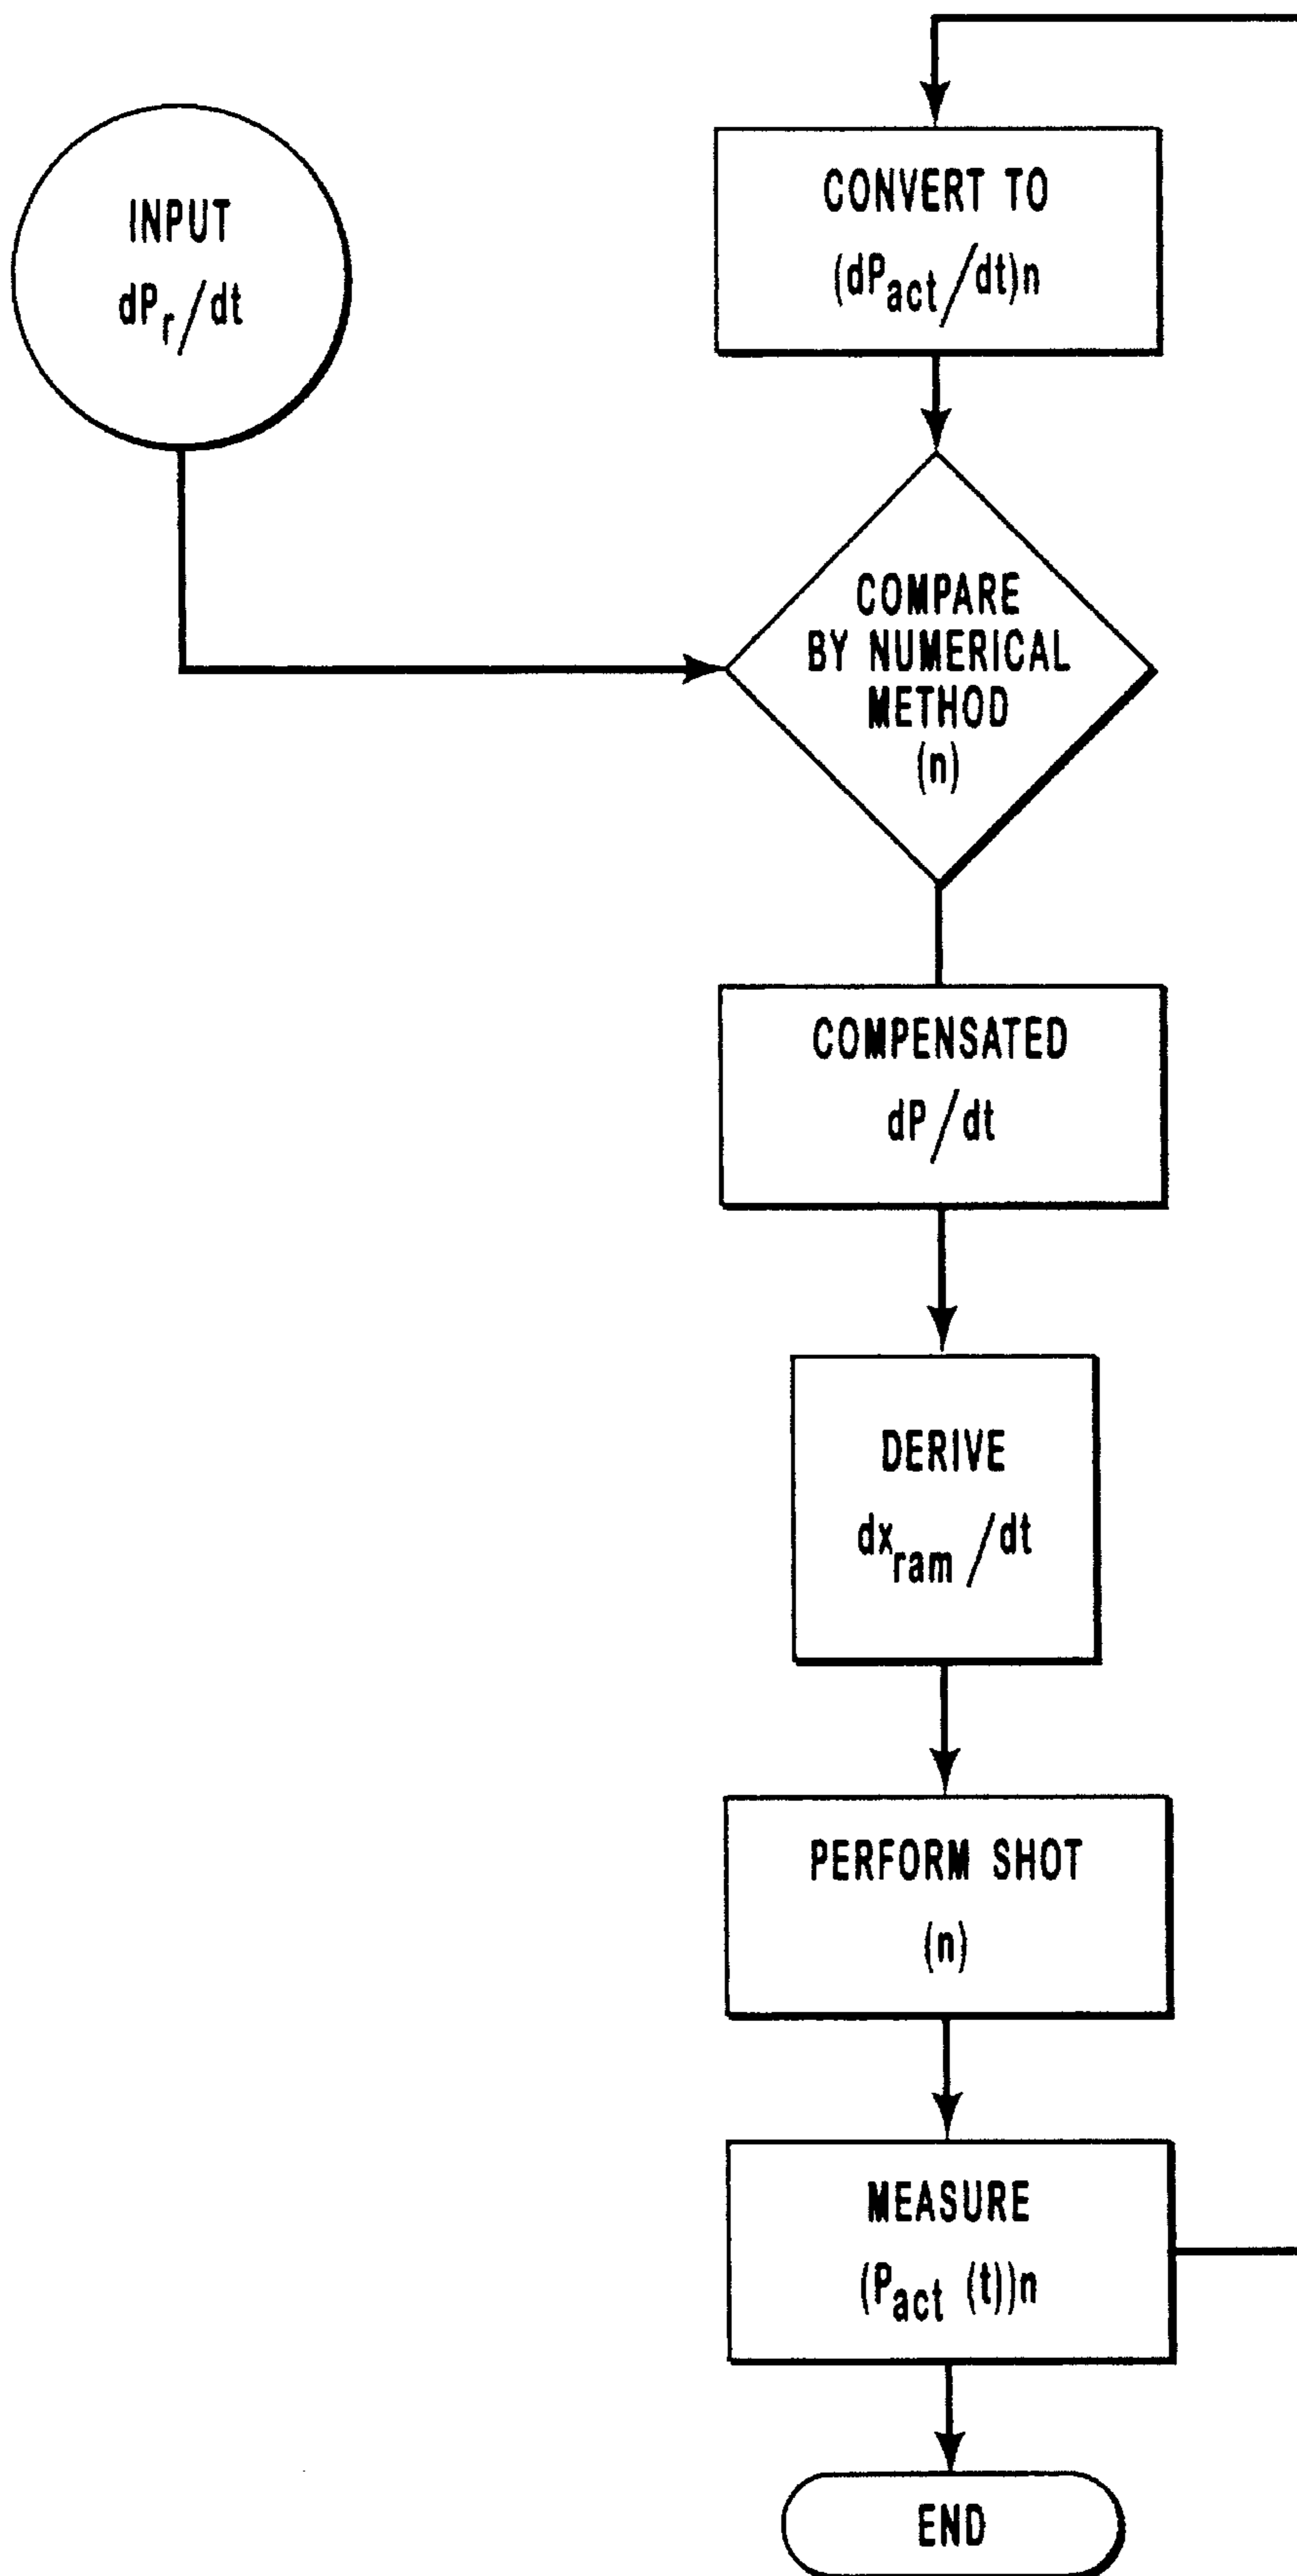 INPUT
dPr/dt
CONVERT TO
(dPact/dt)n
COMPARE
BY NUMERICAL
METHOD
(n)
COMPENSATED
dP/dt
DERIVE
dxram/dt
PERFORM SHOT
(n)
MEASURE
(Pact (t))n
END